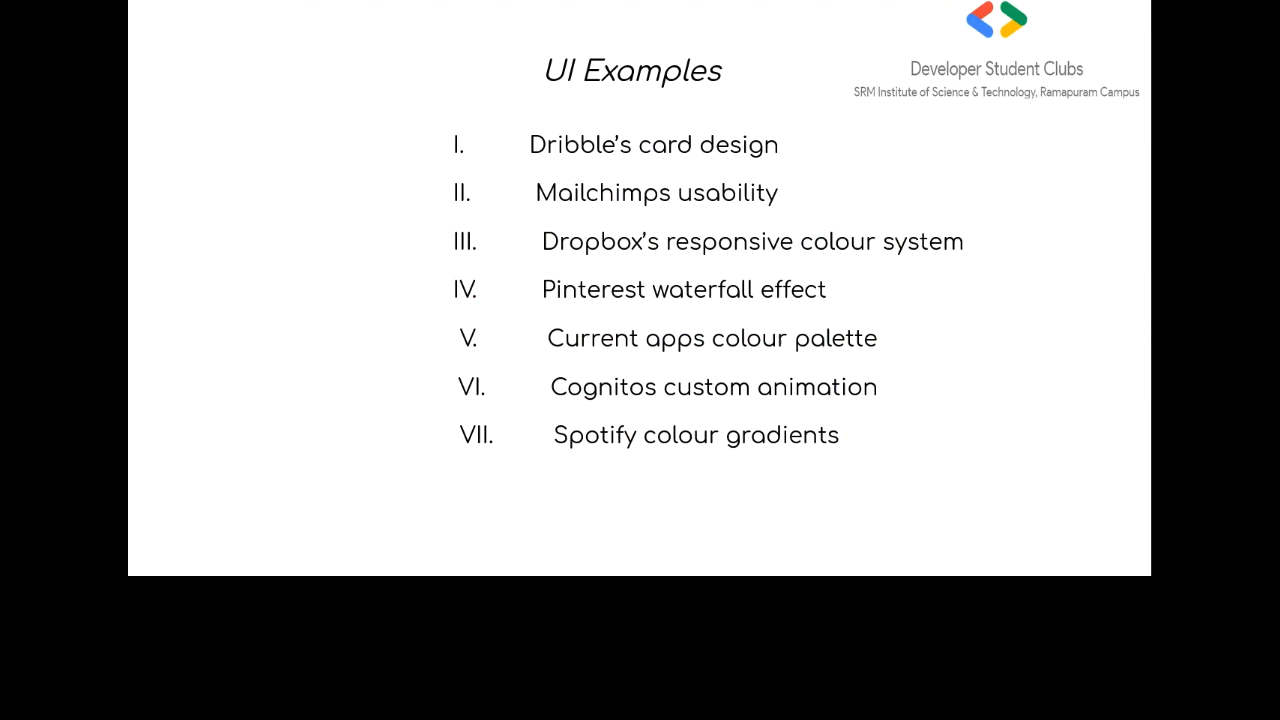 UI Examples
Developer Student Clubs
SRM Institute of Science & Technology, Ramapuram Campus
I. Dribble's card design
II. Mailchimps usability
III. Dropbox's responsive colour system
IV. Pinterest waterfall effect
V. Current apps colour palette
VI. Cognitos custom animation
VII. Spotify colour gradients